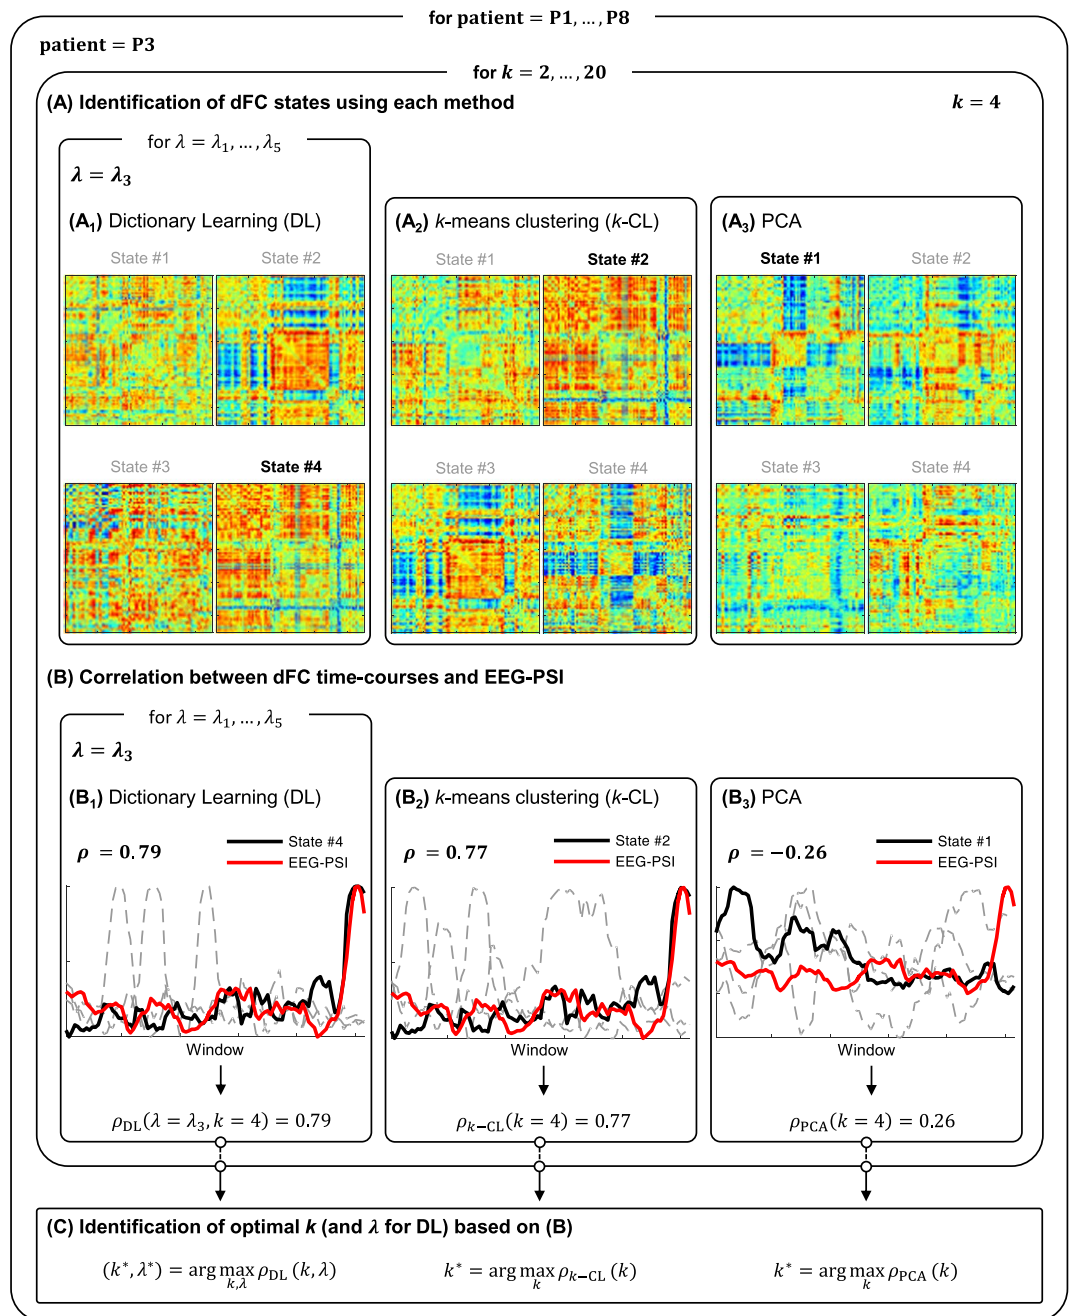 for patient = P1, ..., P8
patient = P3
for k = 2, ..., 20
(A) Identification of dFC states using each method
k = 4
for λ = λ₁, ..., λ₅
λ = λ₃
(A₁) Dictionary Learning (DL)
State #1
State #2
State #3
State #4
(A₂) k-means clustering (k-CL)
State #1
State #2
State #3
State #4
(A₃) PCA
State #1
State #2
State #3
State #4
(B) Correlation between dFC time-courses and EEG-PSI
for λ = λ₁, ..., λ₅
λ = λ₃
(B₁) Dictionary Learning (DL)
ρ = 0.79
State #4
EEG-PSI
Window
ρDL(λ = λ₃, k = 4) = 0.79
(B₂) k-means clustering (k-CL)
ρ = 0.77
State #2
EEG-PSI
Window
ρk−CL(k = 4) = 0.77
(B₃) PCA
ρ = −0.26
State #1
EEG-PSI
Window
ρPCA(k = 4) = 0.26
(C) Identification of optimal k (and λ for DL) based on (B)
(k*, λ*) = arg max k,λ ρDL (k, λ)
k* = arg max k ρk−CL (k)
k* = arg max k ρPCA (k)